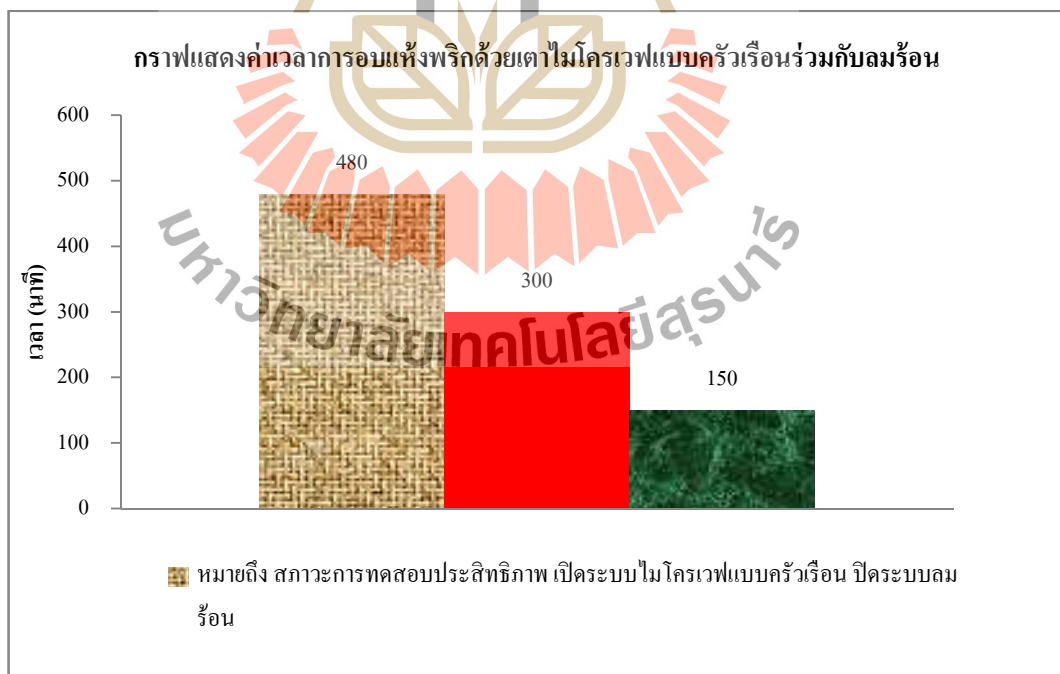 กราฟแสดงค่าเวลาการอบแห้งพริกด้วยเตาไมโครเวฟแบบครัวเรือนร่วมกับลมร้อน
600
500
400
300
200
100
0
เวลา (นาที)
480
300
150
มหาวิทยาลัยเทคโนโลยีสุรนารี
หมายถึง สภาวะการทดสอบประสิทธิภาพ เปิดระบบไมโครเวฟแบบครัวเรือน ปิดระบบลม
ร้อน